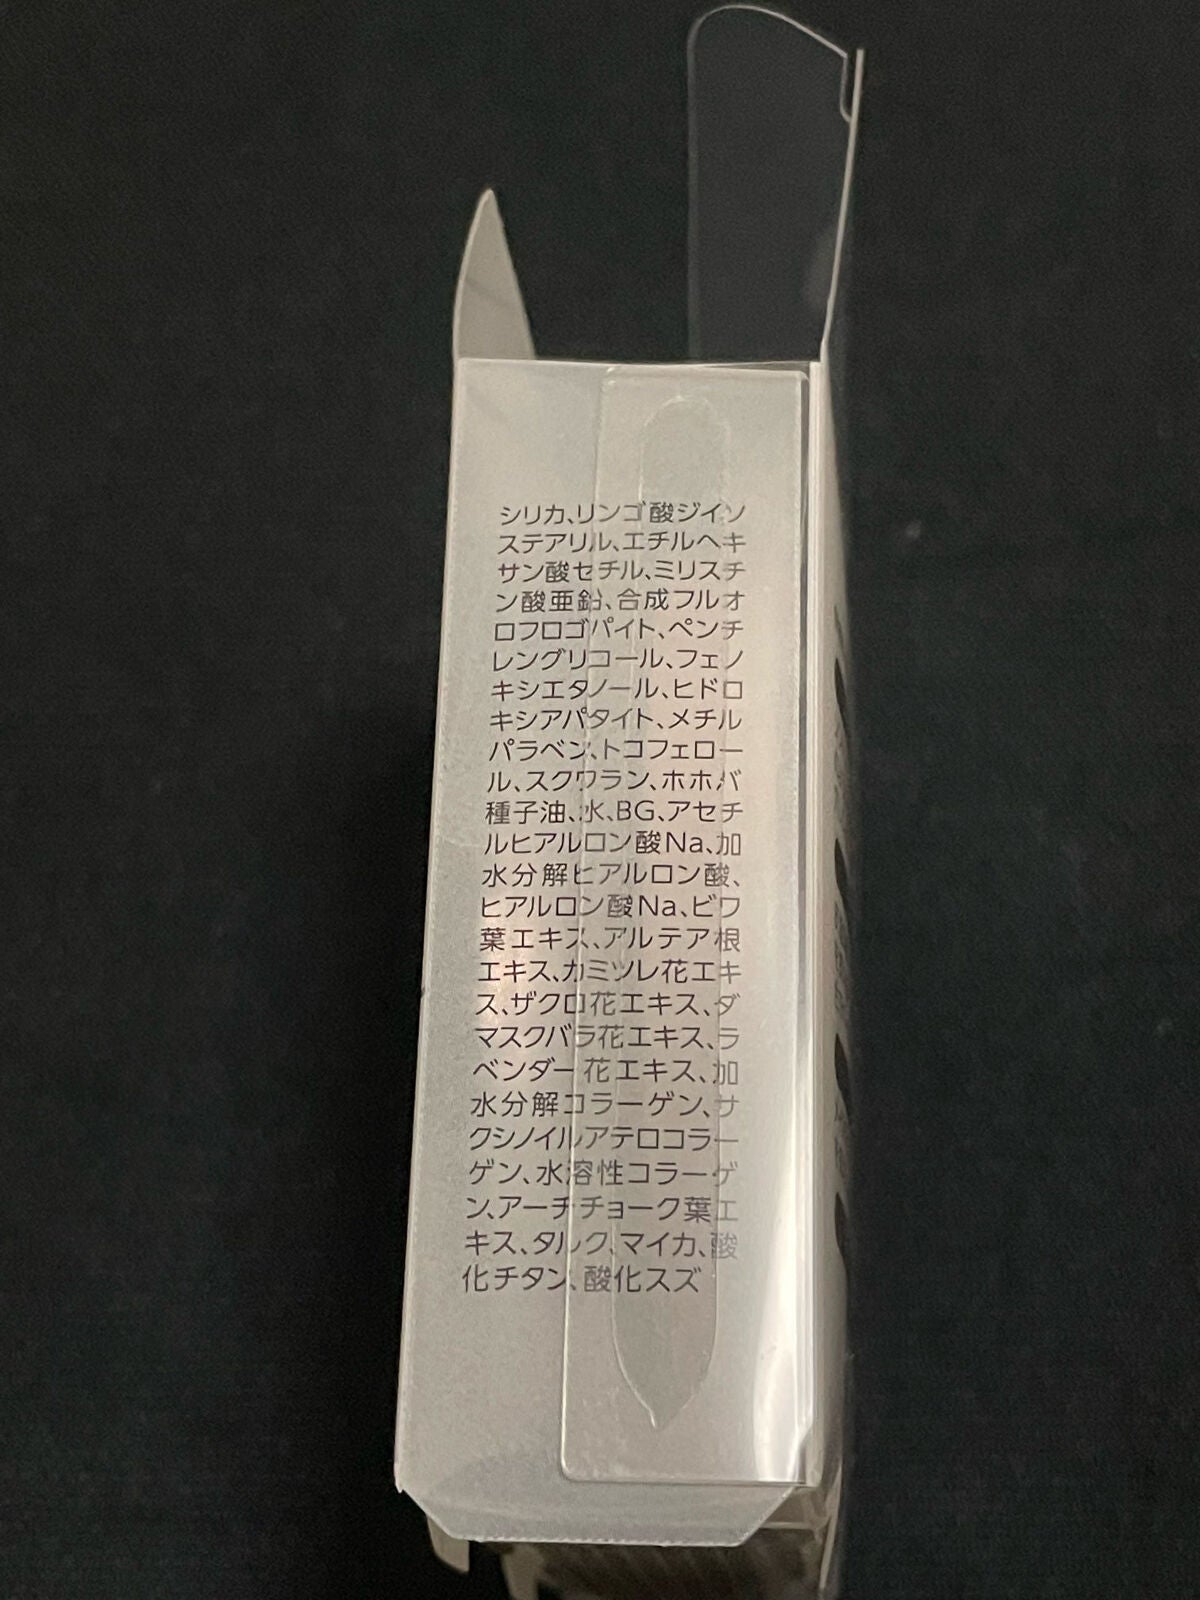 シリカ、リンゴ酸ジイソ
ステアリル、エチルヘキ
サン酸セチル、ミリスチ
ン酸亜鉛、合成フルオ
ロフロゴパイト、ペンチ
レングリコール、フェノ
キシエタノール、ヒドロ
キシアパタイト、メチル
パラベン、トコフェロー
ル、スクワラン、ホホバ
種子油、水、BG、アセチ
ルヒアルロン酸Na、加
水分解ヒアルロン酸、
ヒアルロン酸Na、ビワ
葉エキス、アルテア根
エキス、カミツレ花エキ
ス、ザクロ花エキス、ダ
マスクバラ花エキス、ラ
ベンダー花エキス、加
水分解コラーゲン、サ
クシノイルアテロコラー
ゲン、水溶性コラーゲ
ン、アーチチョーク葉エ
キス、タルク、マイカ、酸
化チタン、酸化スズ